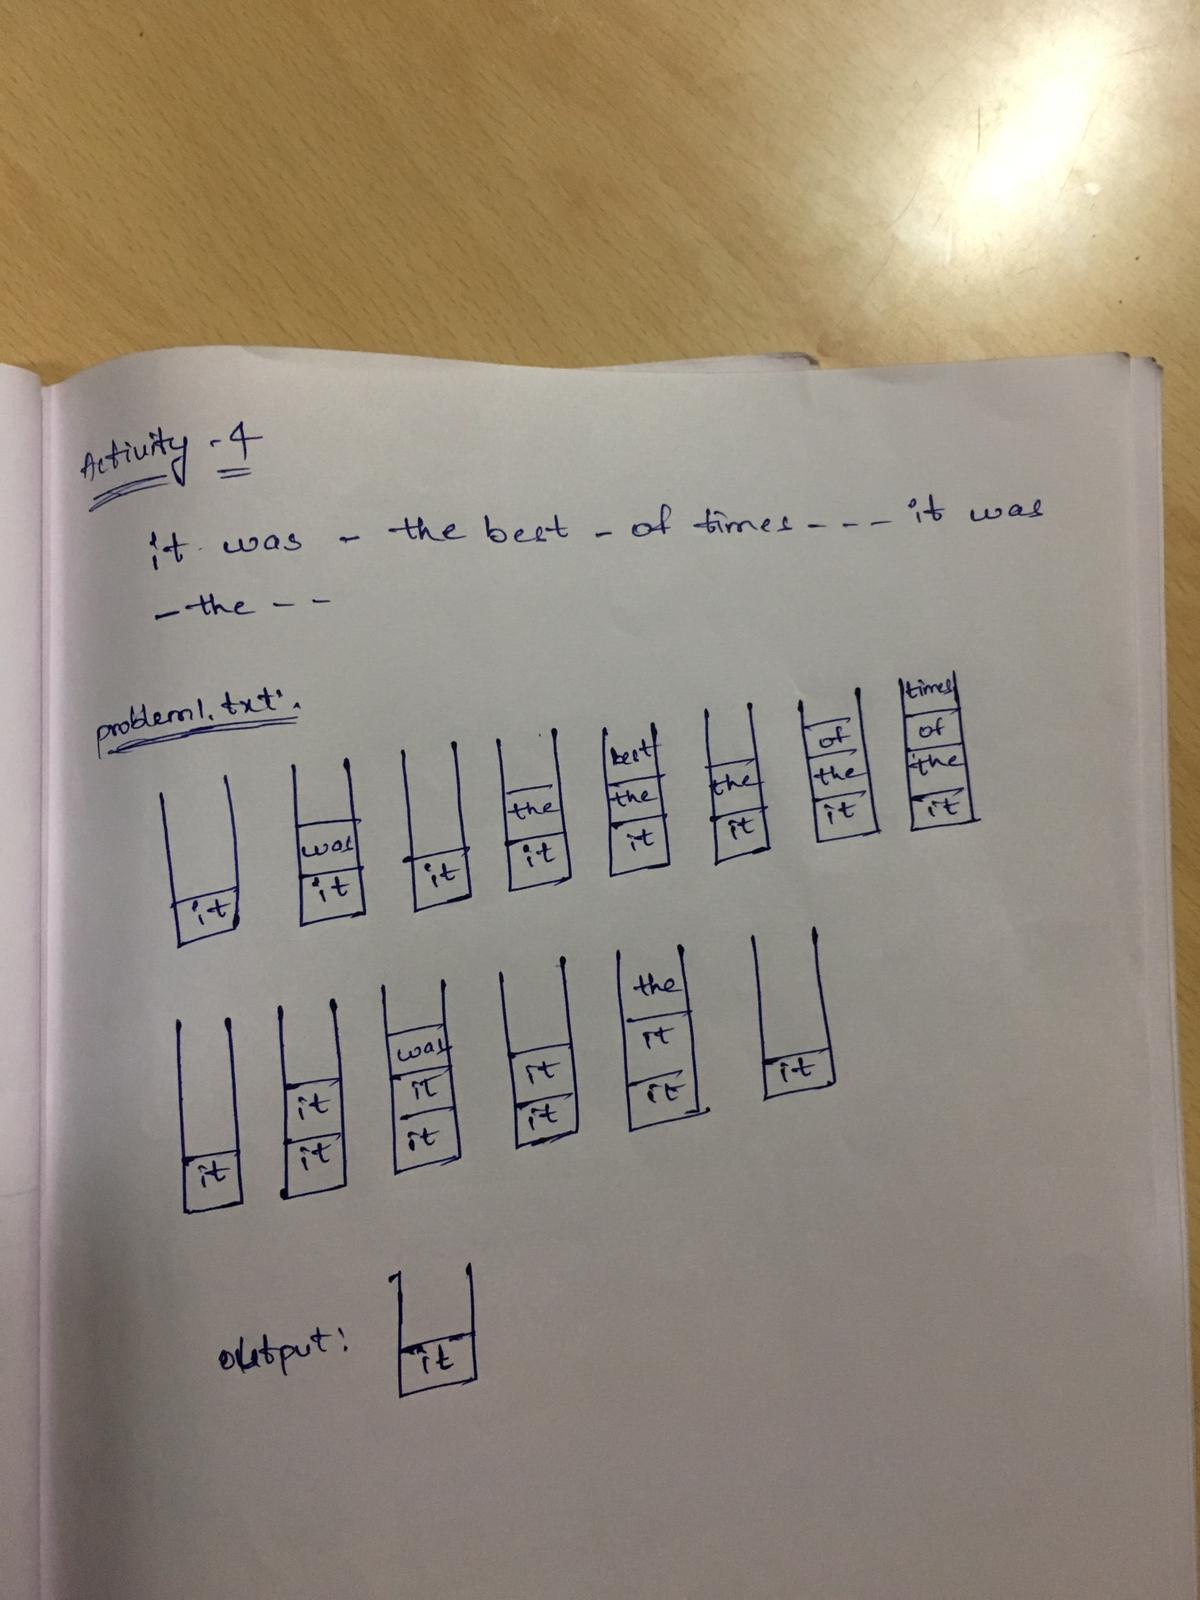 Activity - 4
it was - the best - of times - - - it was
- the - -
problem1.txt:
it
was
it
it
the
it
best
the
it
the
it
of
the
it
times
of
the
it
it
it
it
was
it
it
it
it
the
it
it
it
output:
it